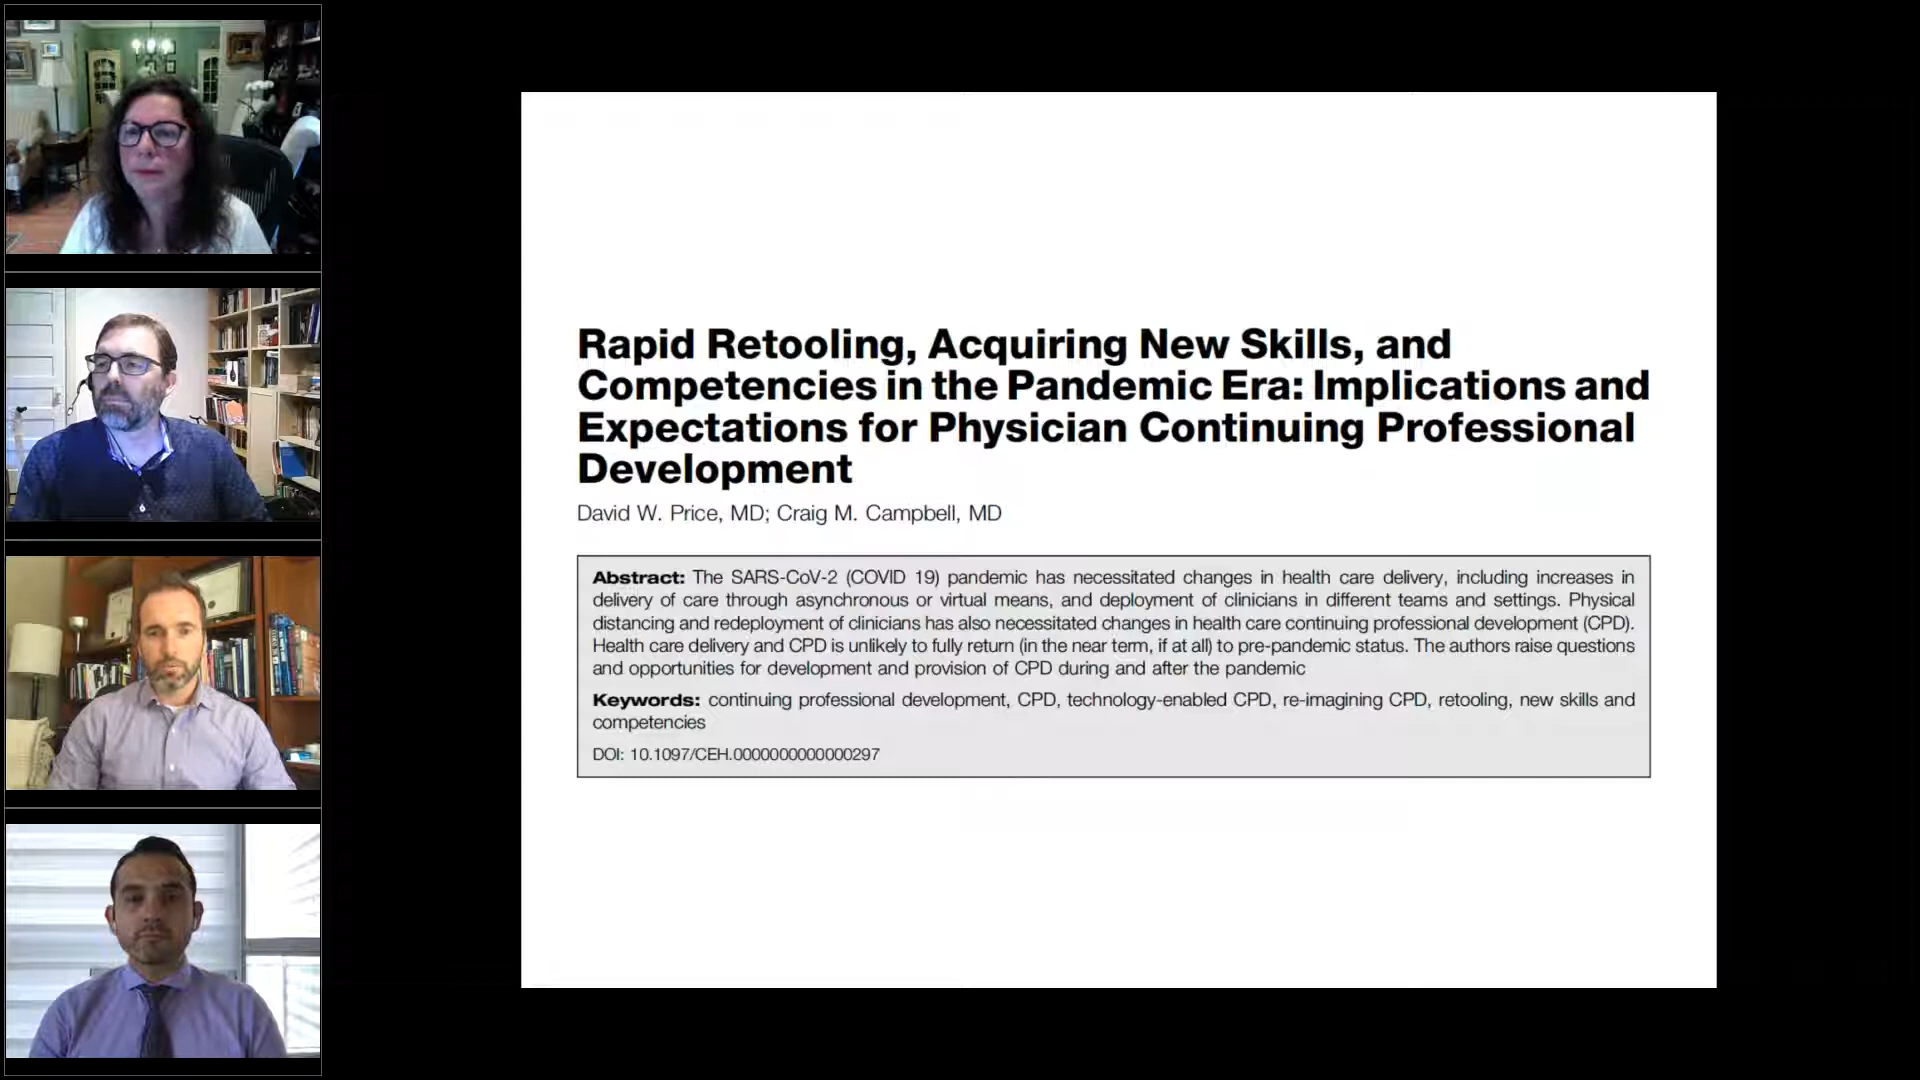 Rapid Retooling, Acquiring New Skills, and
Competencies in the Pandemic Era: Implications and
Expectations for Physician Continuing Professional
Development
David W. Price, MD; Craig M. Campbell, MD
Abstract: The SARS-CoV-2 (COVID 19) pandemic has necessitated changes in health care delivery, including increases in
delivery of care through asynchronous or virtual means, and deployment of clinicians in different teams and settings. Physical
distancing and redeployment of clinicians has also necessitated changes in health care continuing professional development (CPD).
Health care delivery and CPD is unlikely to fully return (in the near term, if at all) to pre-pandemic status. The authors raise questions
and opportunities for development and provision of CPD during and after the pandemic
Keywords: continuing professional development, CPD, technology-enabled CPD, re-imagining CPD, retooling, new skills and
competencies
DOI: 10.1097/CEH.0000000000000297